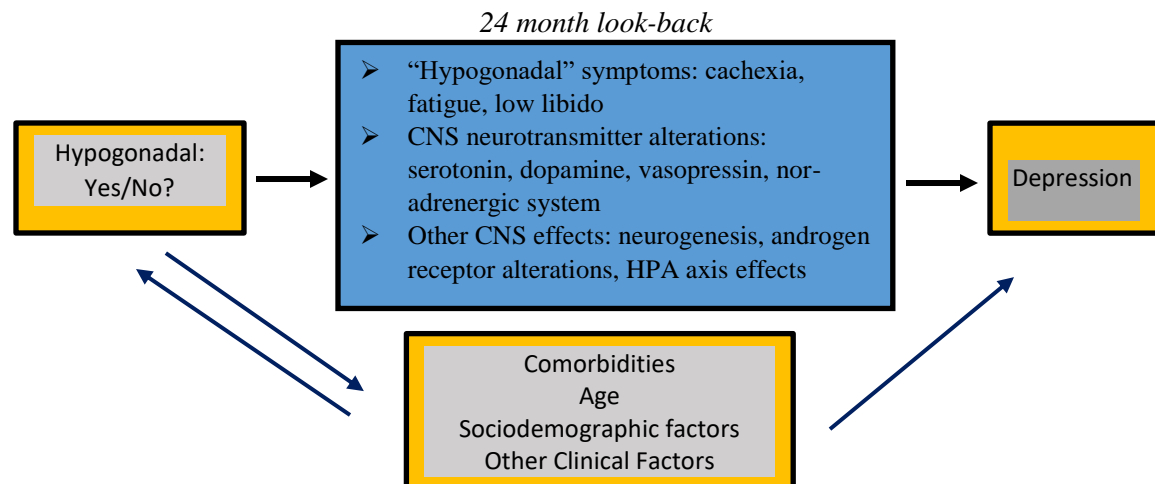 24 month look-back
➢ “Hypogonadal” symptoms: cachexia,
fatigue, low libido
➢ CNS neurotransmitter alterations:
serotonin, dopamine, vasopressin, nor-
adrenergic system
➢ Other CNS effects: neurogenesis, androgen
receptor alterations, HPA axis effects
Hypogonadal:
Yes/No?
Depression
Comorbidities
Age
Sociodemographic factors
Other Clinical Factors